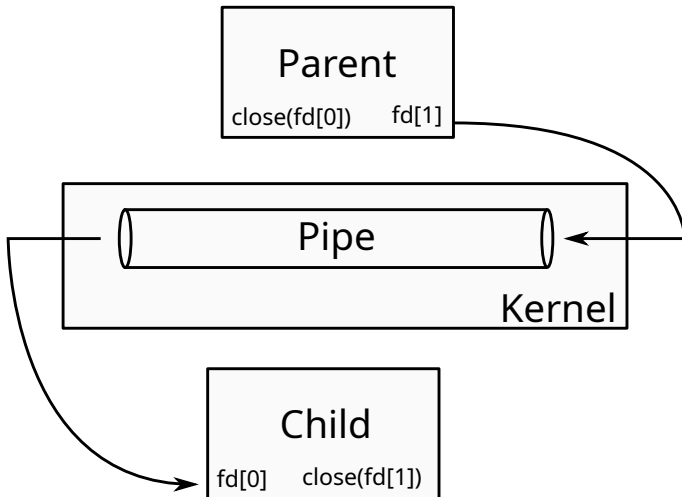 Parent
close(fd[0]) fd[1]
Pipe
Kernel
Child
fd[0] close(fd[1])